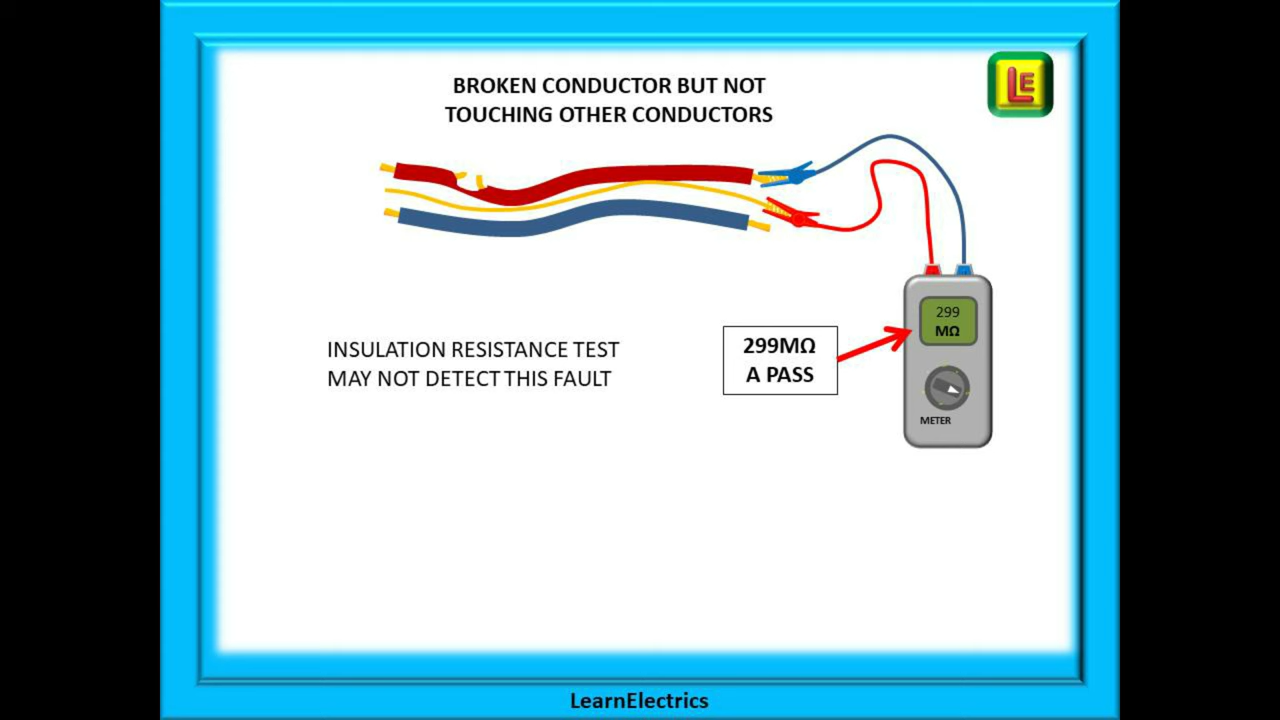 BROKEN CONDUCTOR BUT NOT
TOUCHING OTHER CONDUCTORS
LE
299
MΩ
INSULATION RESISTANCE TEST
MAY NOT DETECT THIS FAULT
299MΩ
A PASS
METER
LearnElectrics